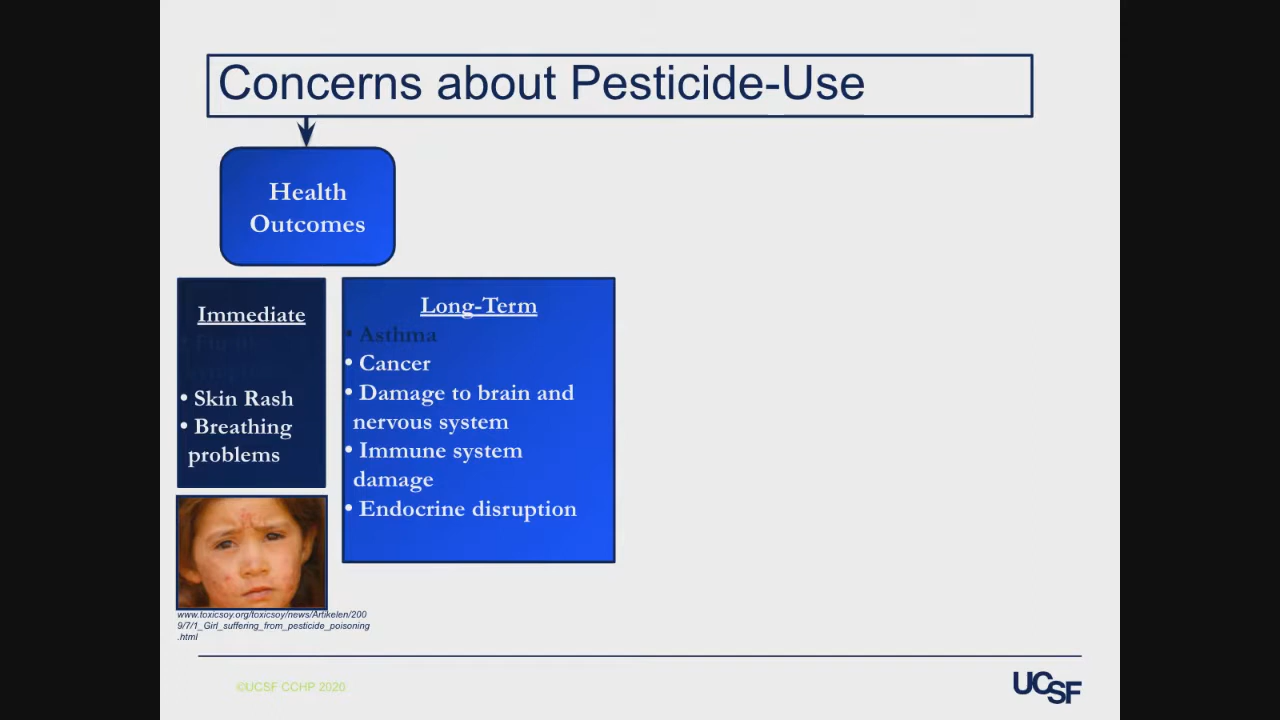 Concerns about Pesticide-Use
Health
Outcomes
Immediate
• Skin Rash
• Breathing
problems
Long-Term
• Asthma
• Cancer
• Damage to brain and
nervous system
• Immune system
damage
• Endocrine disruption
www.toxicsoy.org/toxicsoy/news/Artikelen/200
9/7/1_Girl_suffering_from_pesticide_poisoning
.html
©UCSF CCHP 2020
UCSF